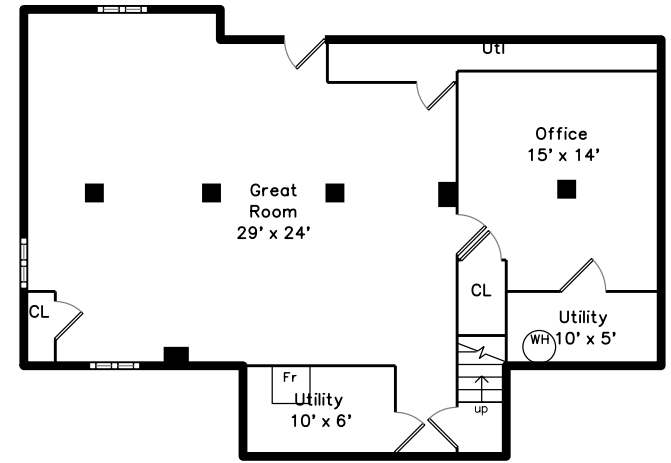 Utl
Office
15' x 14'
Great
Room
29' x 24'
CL
CL
Utility
10' x 5'
WH
Fr
Utility
10' x 6'
up